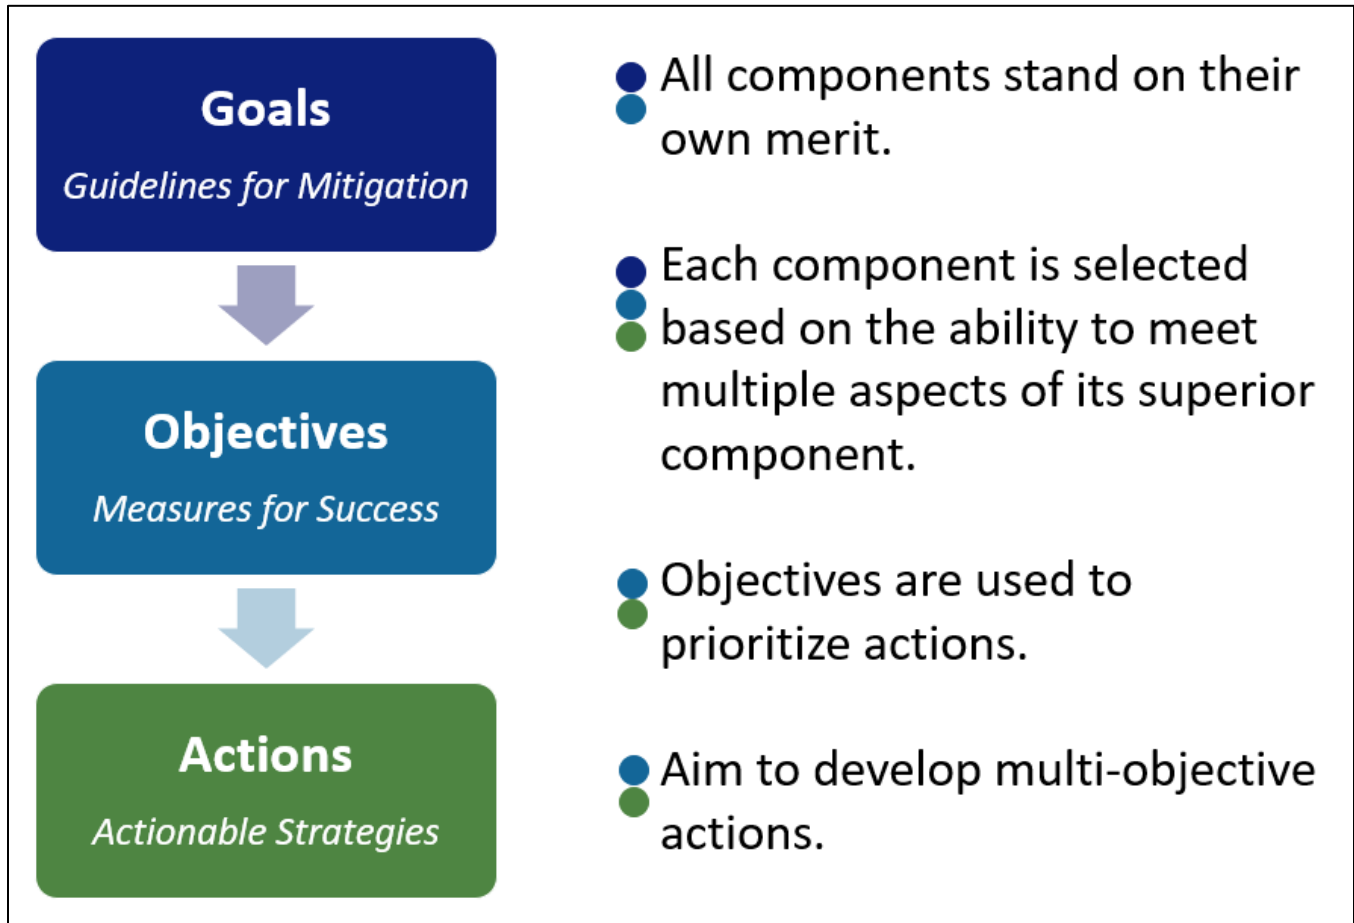 Goals
Guidelines for Mitigation
Objectives
Measures for Success
Actions
Actionable Strategies
All components stand on their
own merit.
Each component is selected
based on the ability to meet
multiple aspects of its superior
component.
Objectives are used to
prioritize actions.
Aim to develop multi-objective
actions.